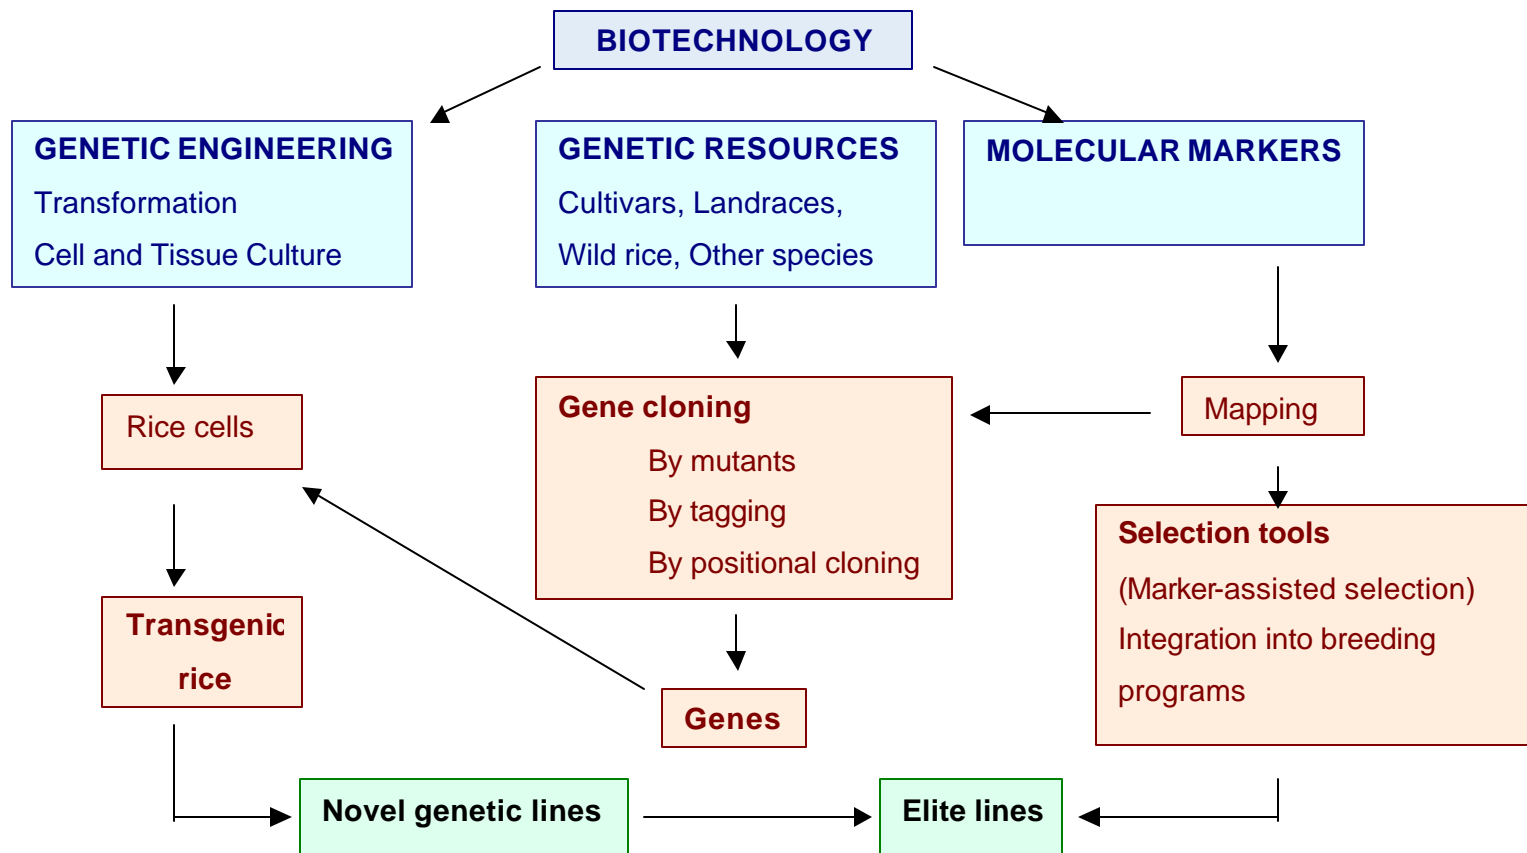 BIOTECHNOLOGY
GENETIC ENGINEERING
Transformation
Cell and Tissue Culture
GENETIC RESOURCES
Cultivars, Landraces,
Wild rice, Other species
MOLECULAR MARKERS
Rice cells
Gene cloning
By mutants
By tagging
By positional cloning
Mapping
Selection tools
(Marker-assisted selection)
Integration into breeding
programs
Transgenic
rice
Genes
Novel genetic lines
Elite lines